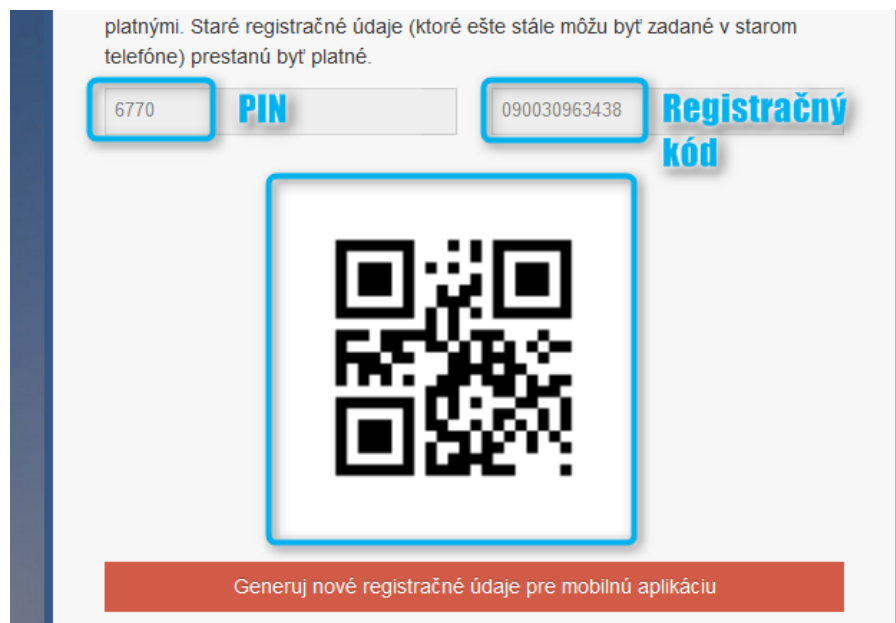 platnými. Staré registračné údaje (ktoré ešte stále môžu byť zadané v starom
telefóne) prestanú byť platné.
6770 PIN 090030963438 Registračný
kód
Generuj nové registračné údaje pre mobilnú aplikáciu